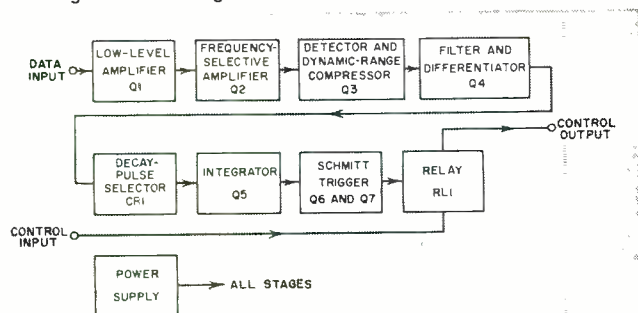 DATA
INPUT
LOW-LEVEL
AMPLIFIER
Q1
FREQUENCY-
SELECTIVE
AMPLIFIER
Q2
DETECTOR AND
DYNAMIC-RANGE
COMPRESSOR
Q3
FILTER AND
DIFFERENTIATOR
Q4
CONTROL
OUTPUT
DECAY-
PULSE
SELECTOR
CR1
INTEGRATOR
Q5
SCHMITT
TRIGGER
Q6 AND Q7
RELAY
RL1
CONTROL
INPUT
POWER
SUPPLY
ALL STAGES